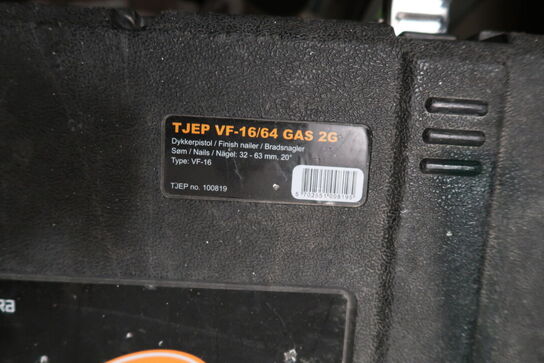 TJEP VF-16/64 GAS 2G
Dykkerpistol / Finish nailer / Bradsnagler
Søm / Nails / Nägel: 32 - 63 mm, 20°
Type: VF-16
TJEP no. 100819
RA